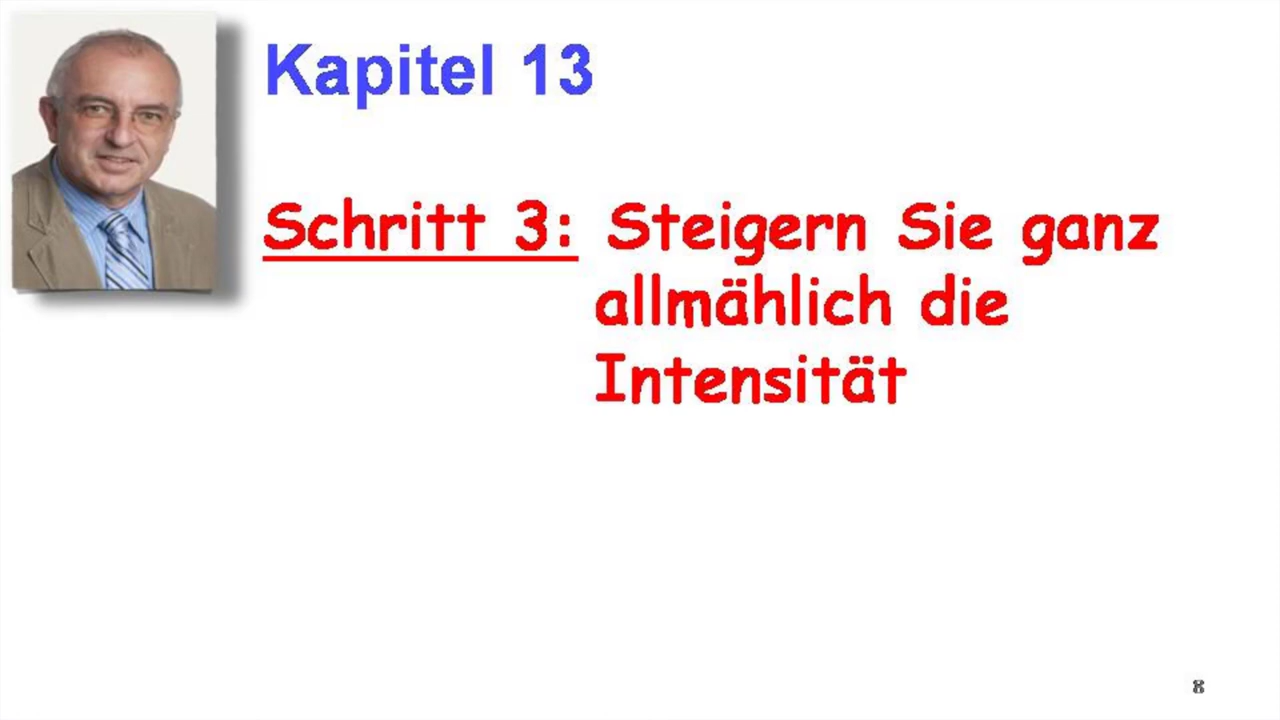 Kapitel 13
Schritt 3: Steigern Sie ganz
allmählich die
Intensität
8